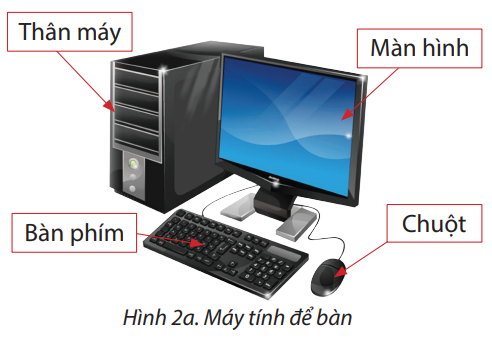 Thân máy
Màn hình
Bàn phím
Chuột
Hình 2a. Máy tính để bàn